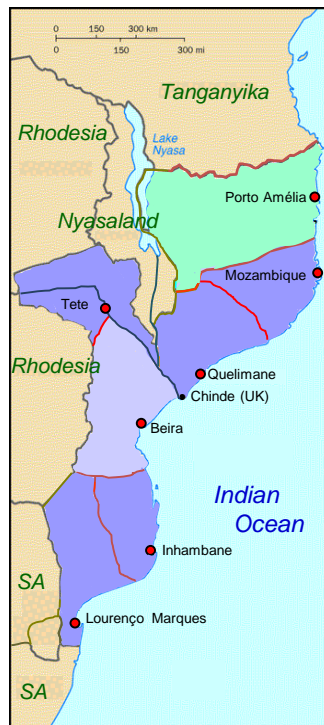 0 150 300 km
0 150 300 mi
Tanganyika
Rhodesia
Lake
Nyasa
Porto Amélia
Nyasaland
Mozambique
Tete
Rhodesia
Quelimane
Chinde (UK)
Beira
Indian
Ocean
Inhambane
SA
Lourenço Marques
SA